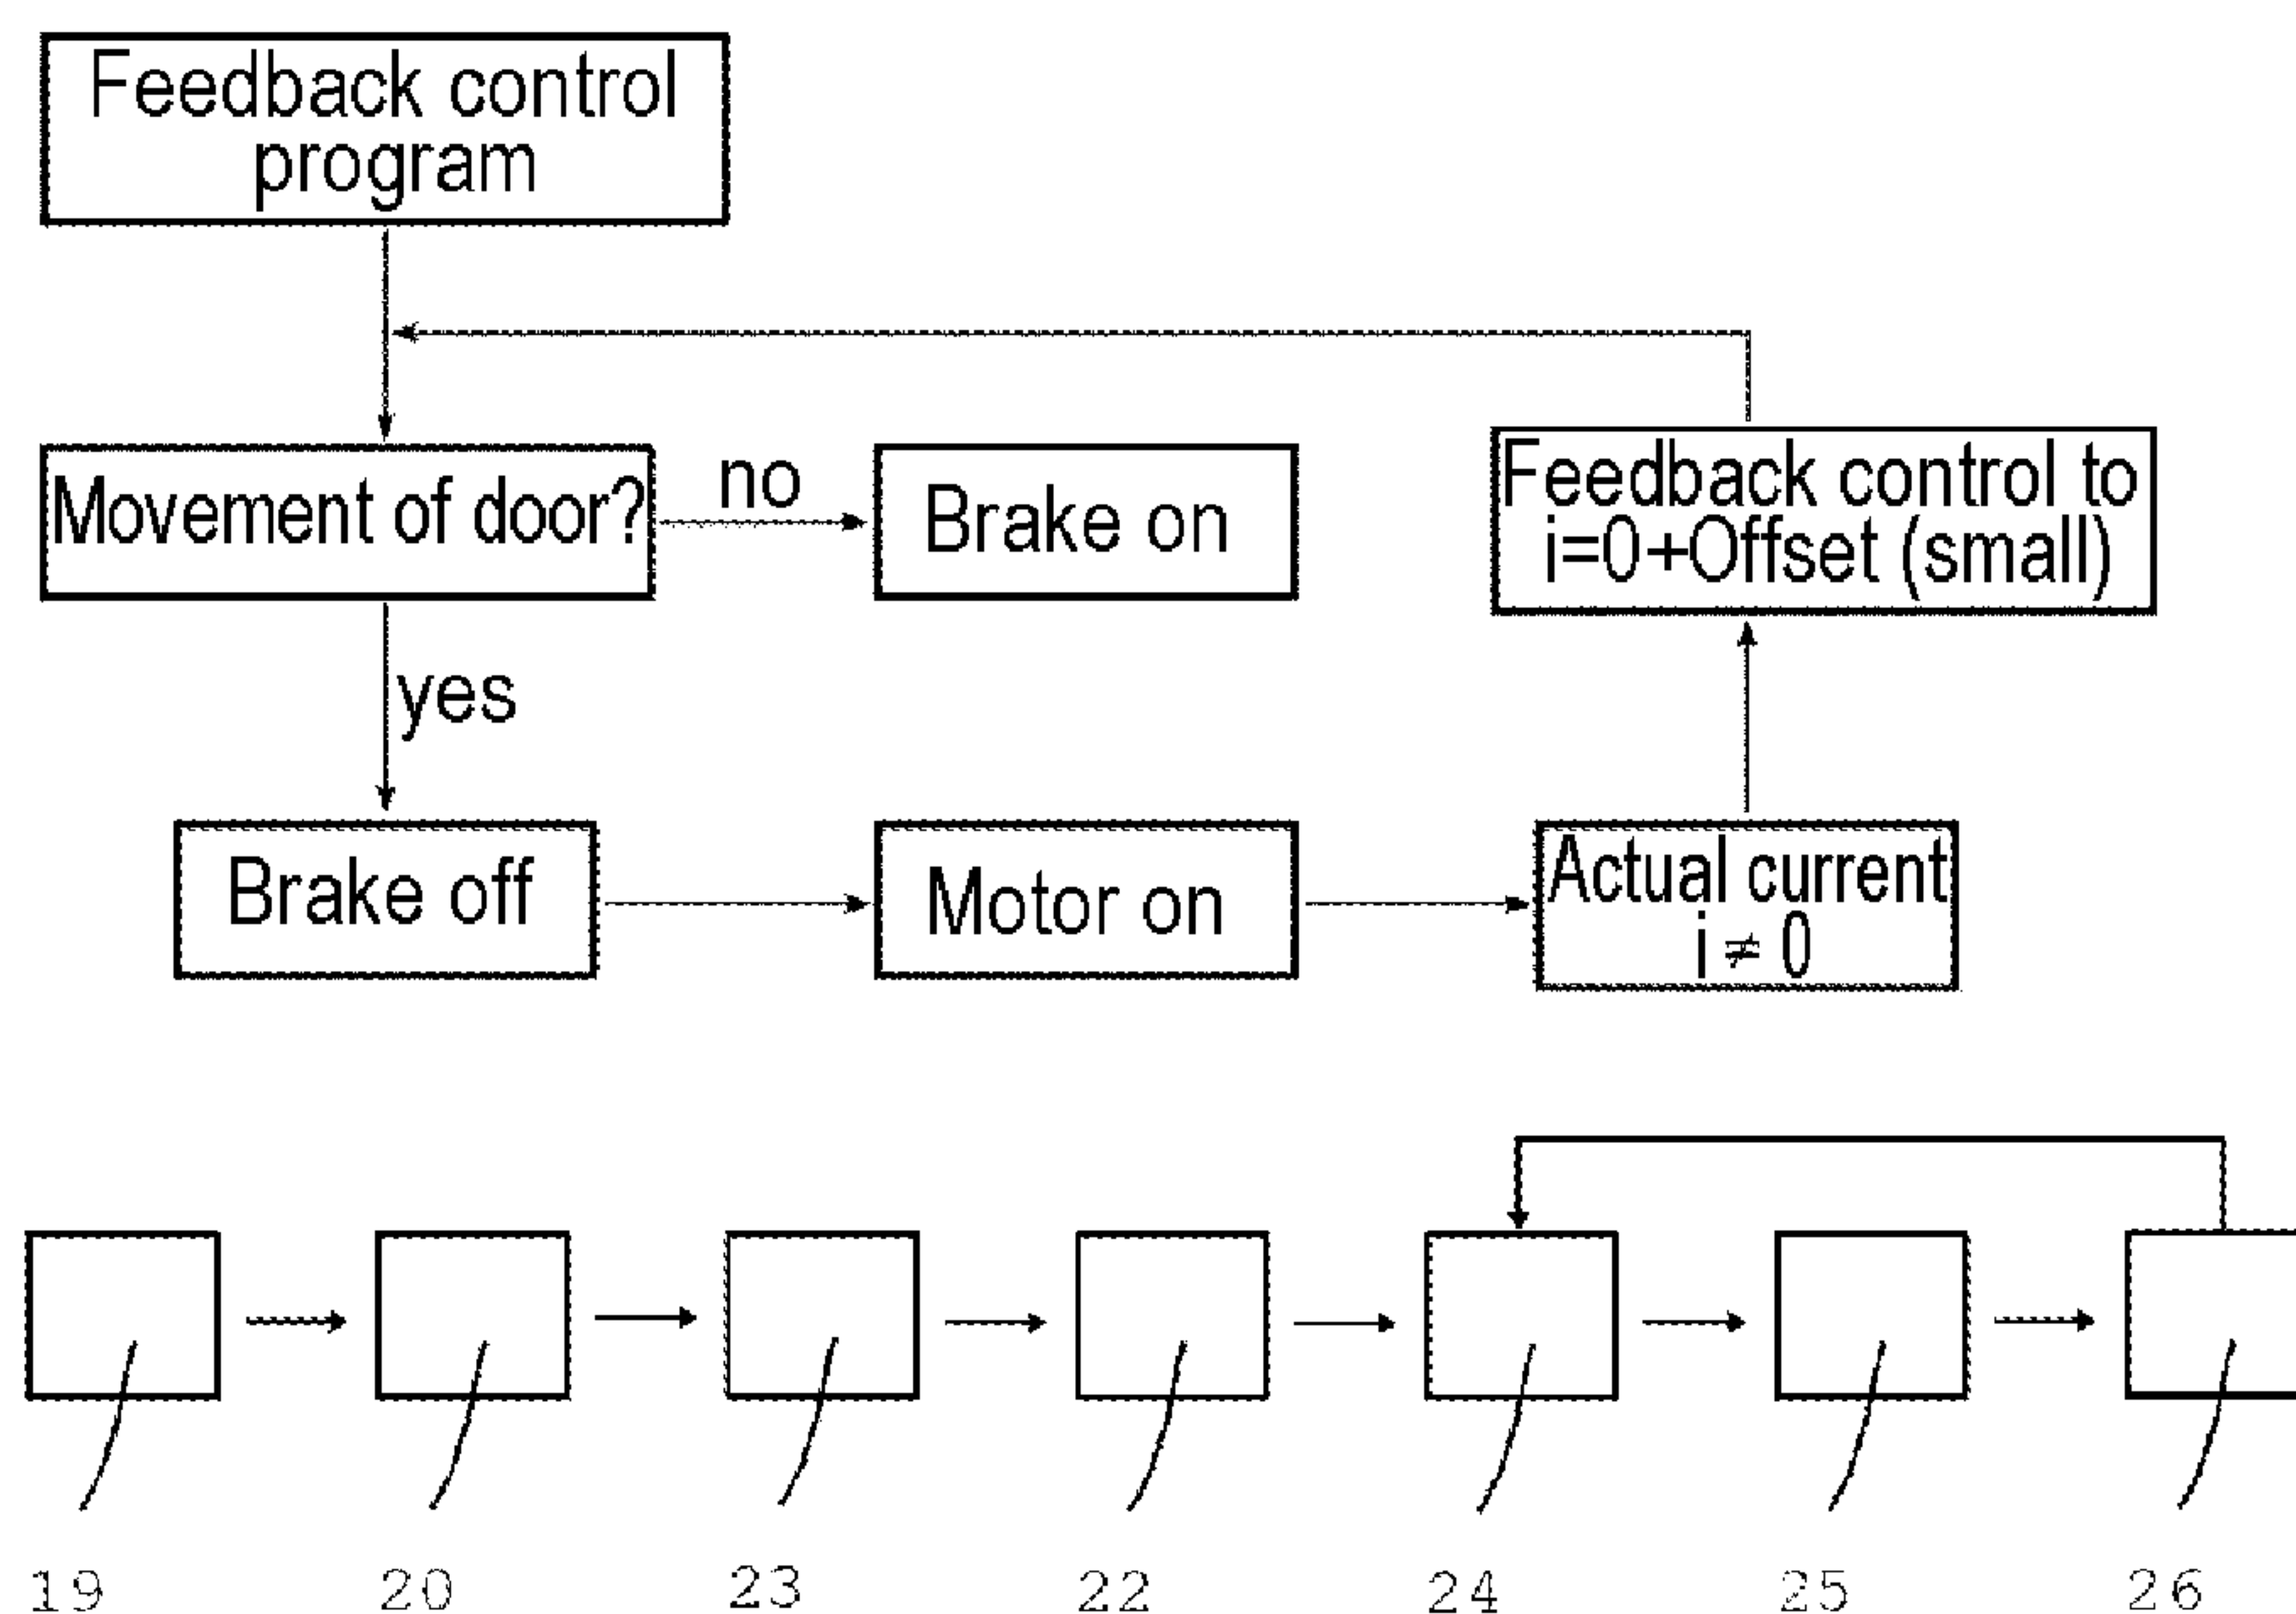 Feedback control
program
Movement of door?
no
Brake on
Feedback control to
i=0+Offset (small)
yes
Brake off
Motor on
Actual current
i ≠ 0
19
20
23
22
24
25
26